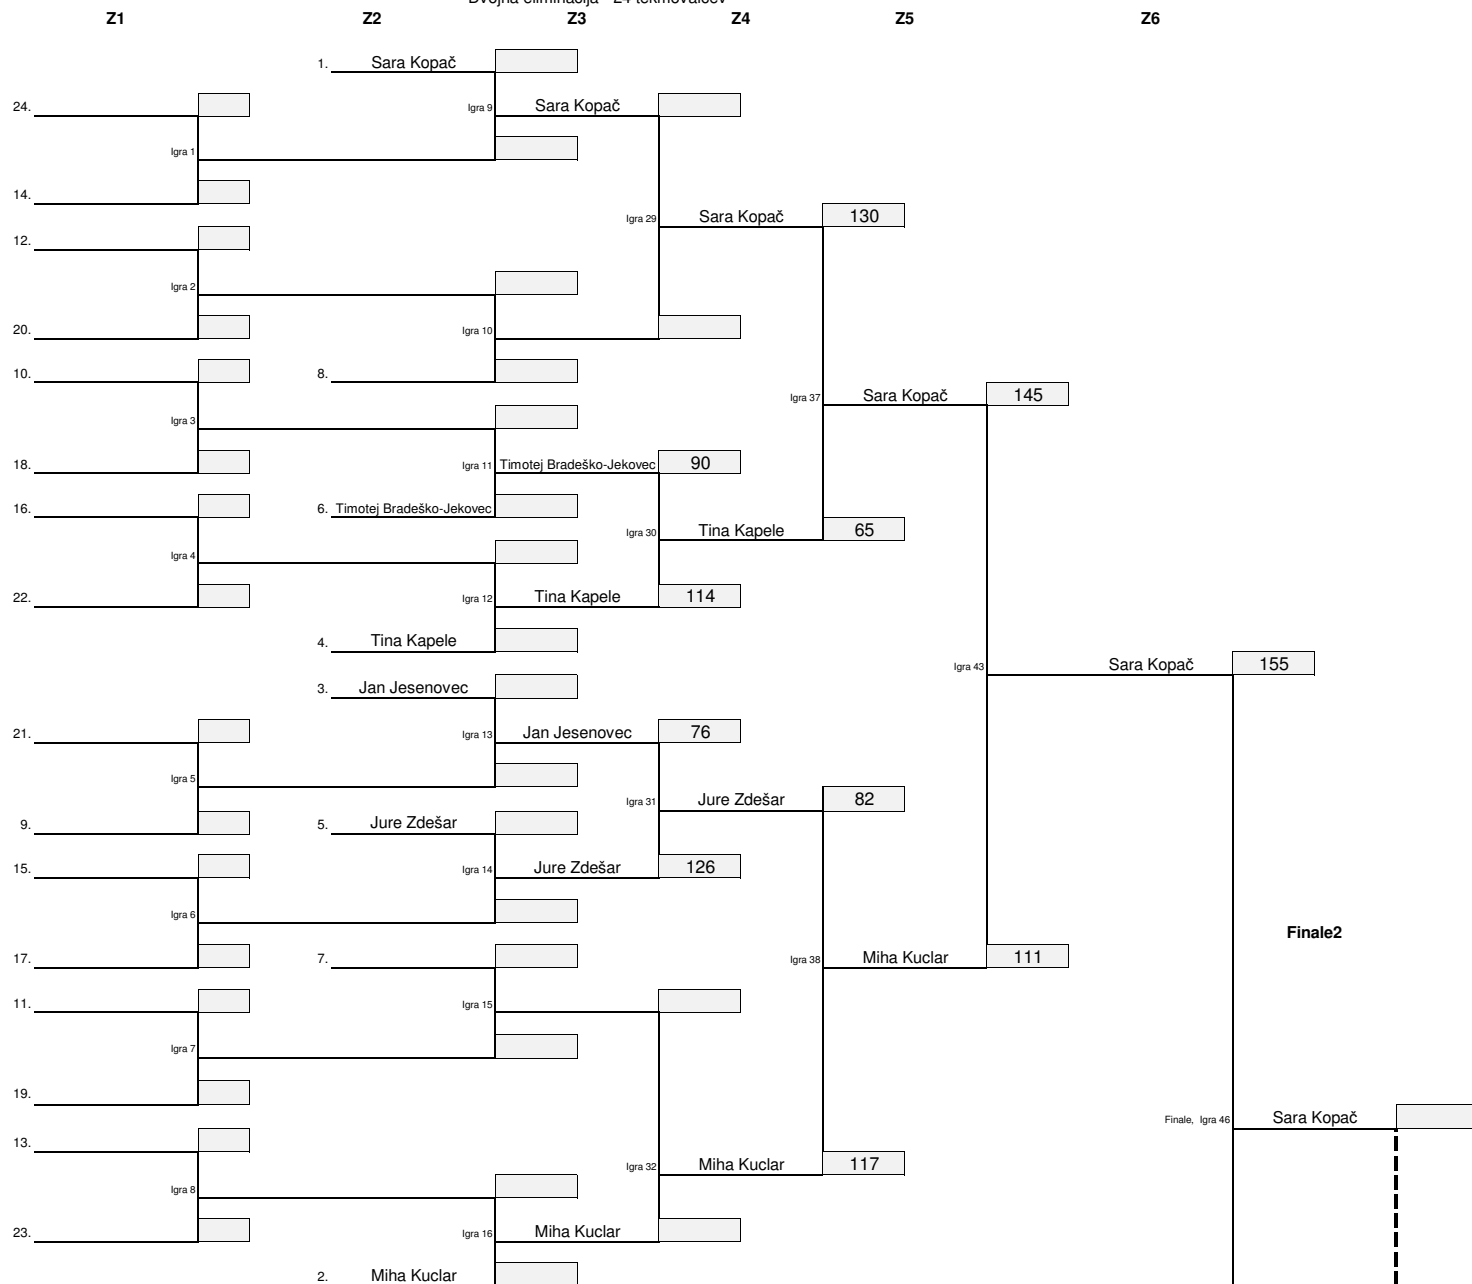 Dvojna eliminacija - 24 tekmovalcev
Z1 Z2 Z3 Z4 Z5 Z6
1. Sara Kopač
24. Igra 9 Sara Kopač
Igra 1
14.
Igra 29 Sara Kopač 130
12.
Igra 2
20. Igra 10
10. 8.
Igra 37 Sara Kopač 145
Igra 3
18. Igra 11 Timotej Bradeško-Jekovec 90
16. 6. Timotej Bradeško-Jekovec
Igra 30 Tina Kapele 65
Igra 4
22. Igra 12 Tina Kapele 114
4. Tina Kapele
Igra 43 Sara Kopač 155
3. Jan Jesenovec
21. Igra 13 Jan Jesenovec 76
Igra 5
Igra 31 Jure Zdešar 82
9. 5. Jure Zdešar
15. Igra 14 Jure Zdešar 126
Igra 6
Finale2
17. 7. Igra 38 Miha Kuclar 111
11. Igra 15
Igra 7
19.
Finale, Igra 46 Sara Kopač
13.
Igra 32 Miha Kuclar 117
Igra 8
23. Igra 16 Miha Kuclar
2. Miha Kuclar